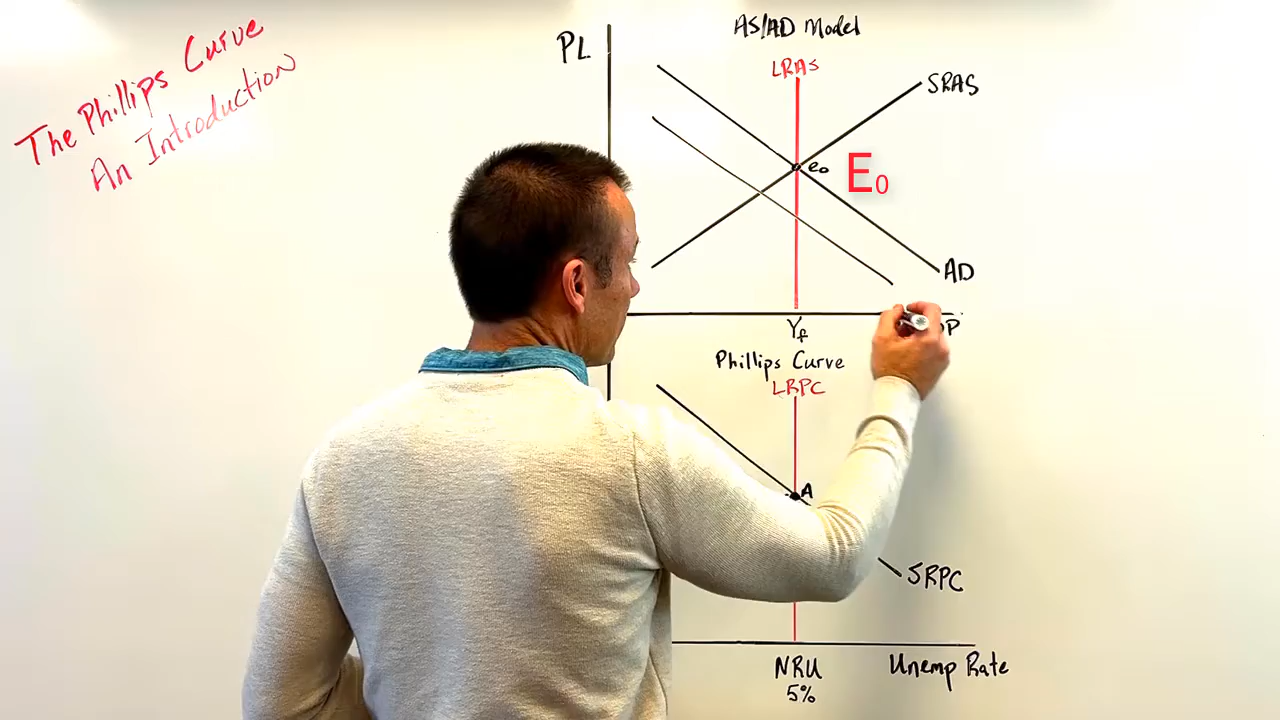 The Phillips Curve
An Introduction
AS/AD Model
PL
LRAS
SRAS
e₀
E₀
AD
Yf
Phillips Curve
LRPC
A
SRPC
NRU
5%
Unemp Rate